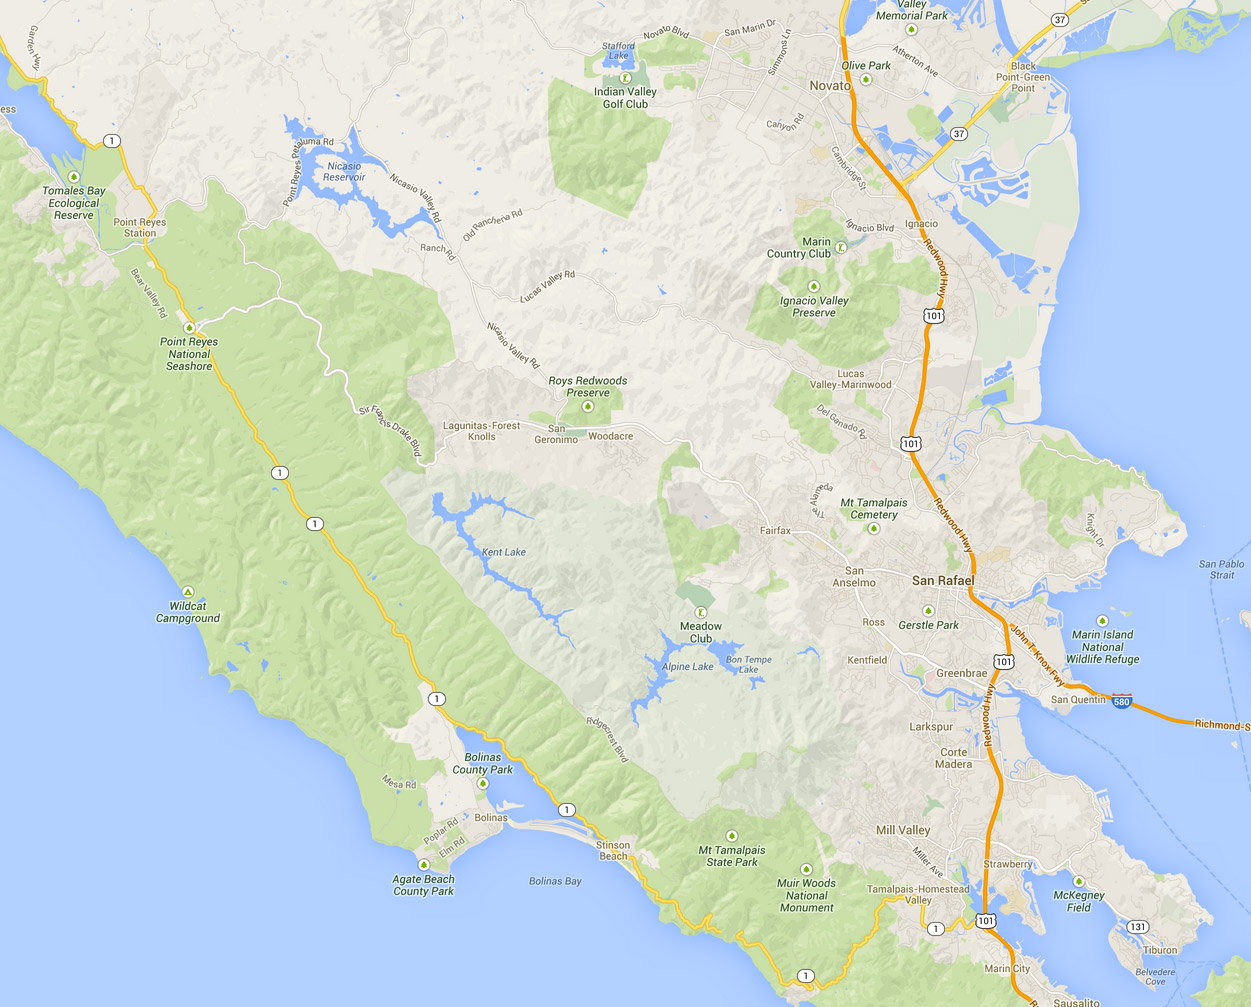 Valley
Memorial Park
37
San Marin Dr
Novato Blvd
Garden Hwy
Simmons Ln
Stafford
Lake
Atherton Ave
Olive Park
Black
Point-Green
Point
Indian Valley
Golf Club
Novato
ess
Canyon Rd
37
1
Point Reyes Petaluma Rd
Cambridge St
Nicasio
Reservoir
Tomales Bay
Ecological
Reserve
Nicasio Valley Rd
Point Reyes
Station
Old Rancheria Rd
Ignacio
Ignacio Blvd
Ranch Rd
Marin
Country Club
Redwood Hwy
Bear Valley Rd
Lucas Valley Rd
Ignacio Valley
Preserve
101
Point Reyes
National
Seashore
Nicasio Valley Rd
Roys Redwoods
Preserve
Lucas
Valley-Marinwood
Sir Francis Drake Blvd
Del Ganado Rd
Lagunitas-Forest
Knolls
San
Geronimo
Woodacre
101
1
The Alameda
Mt Tamalpais
Cemetery
Redwood Hwy
Knight Dr
1
Fairfax
Kent Lake
San Pablo
Strait
San
Anselmo
San Rafael
Wildcat
Campground
Meadow
Club
Ross
Gerstle Park
Marin Island
National
Wildlife Refuge
John T Knox Fwy
Alpine Lake
Bon Tempe
Lake
Kentfield
101
Greenbrae
1
San Quentin
580
Richmond-S
Redwood Hwy
Ridgecrest Blvd
Larkspur
Corte
Madera
Bolinas
County Park
Mesa Rd
1
Bolinas
Poplar Rd
Elm Rd
Mill Valley
Stinson
Beach
Mt Tamalpais
State Park
Miller Ave
Strawberry
Agate Beach
County Park
Bolinas Bay
Muir Woods
National
Monument
Tamalpais-Homestead
Valley
McKegney
Field
101
1
131
Tiburon
1
Marin City
Belvedere
Cove
Sausalito